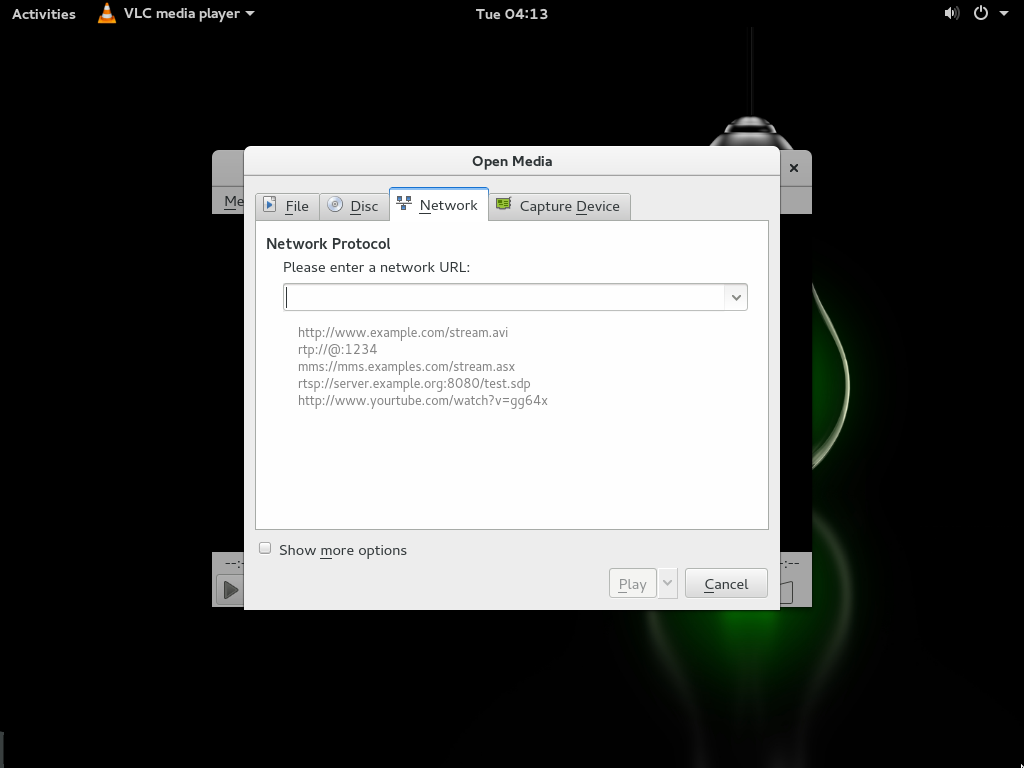 Activities VLC media player Tue 04:13
Open Media
Me
File Disc Network Capture Device
Network Protocol
Please enter a network URL:
http://www.example.com/stream.avi
rtp://@:1234
mms://mms.examples.com/stream.asx
rtsp://server.example.org:8080/test.sdp
http://www.yourtube.com/watch?v=gg64x
Show more options
--:- :--
Play Cancel